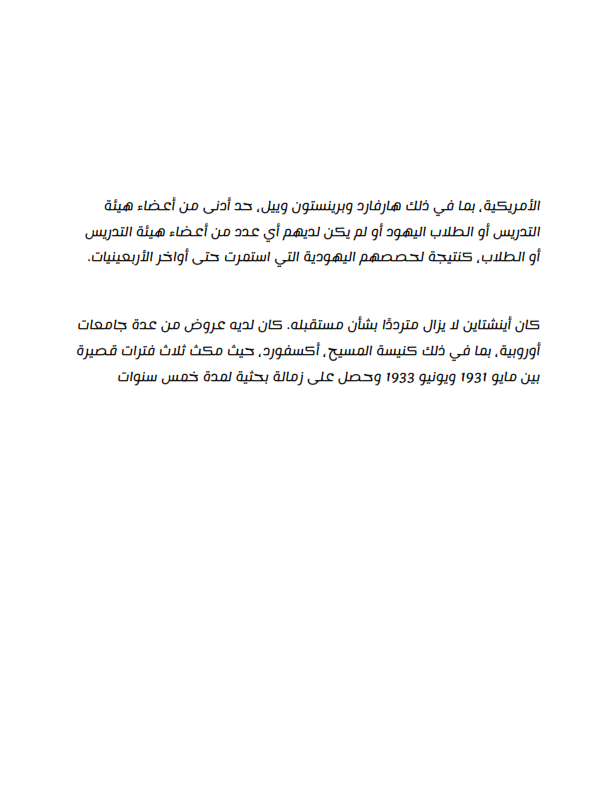 الأمريكية، بما في ذلك هارفارد وبرينستون وييل، حد أدنى من أعضاء هيئة
التدريس أو الطلاب اليهود أو لم يكن لديهم أي عدد من أعضاء هيئة التدريس
أو الطلاب، كنتيجة لحصصهم اليهودية التي استمرت حتى أواخر الأربعينيات.
كان أينشتاين لا يزال مترددًا بشأن مستقبله. كان لديه عروض من عدة جامعات
أوروبية، بما في ذلك كنيسة المسيح، أكسفورد، حيث مكث ثلاث فترات قصيرة
بين مايو 1931 ويونيو 1933 وحصل على زمالة بحثية لمدة خمس سنوات